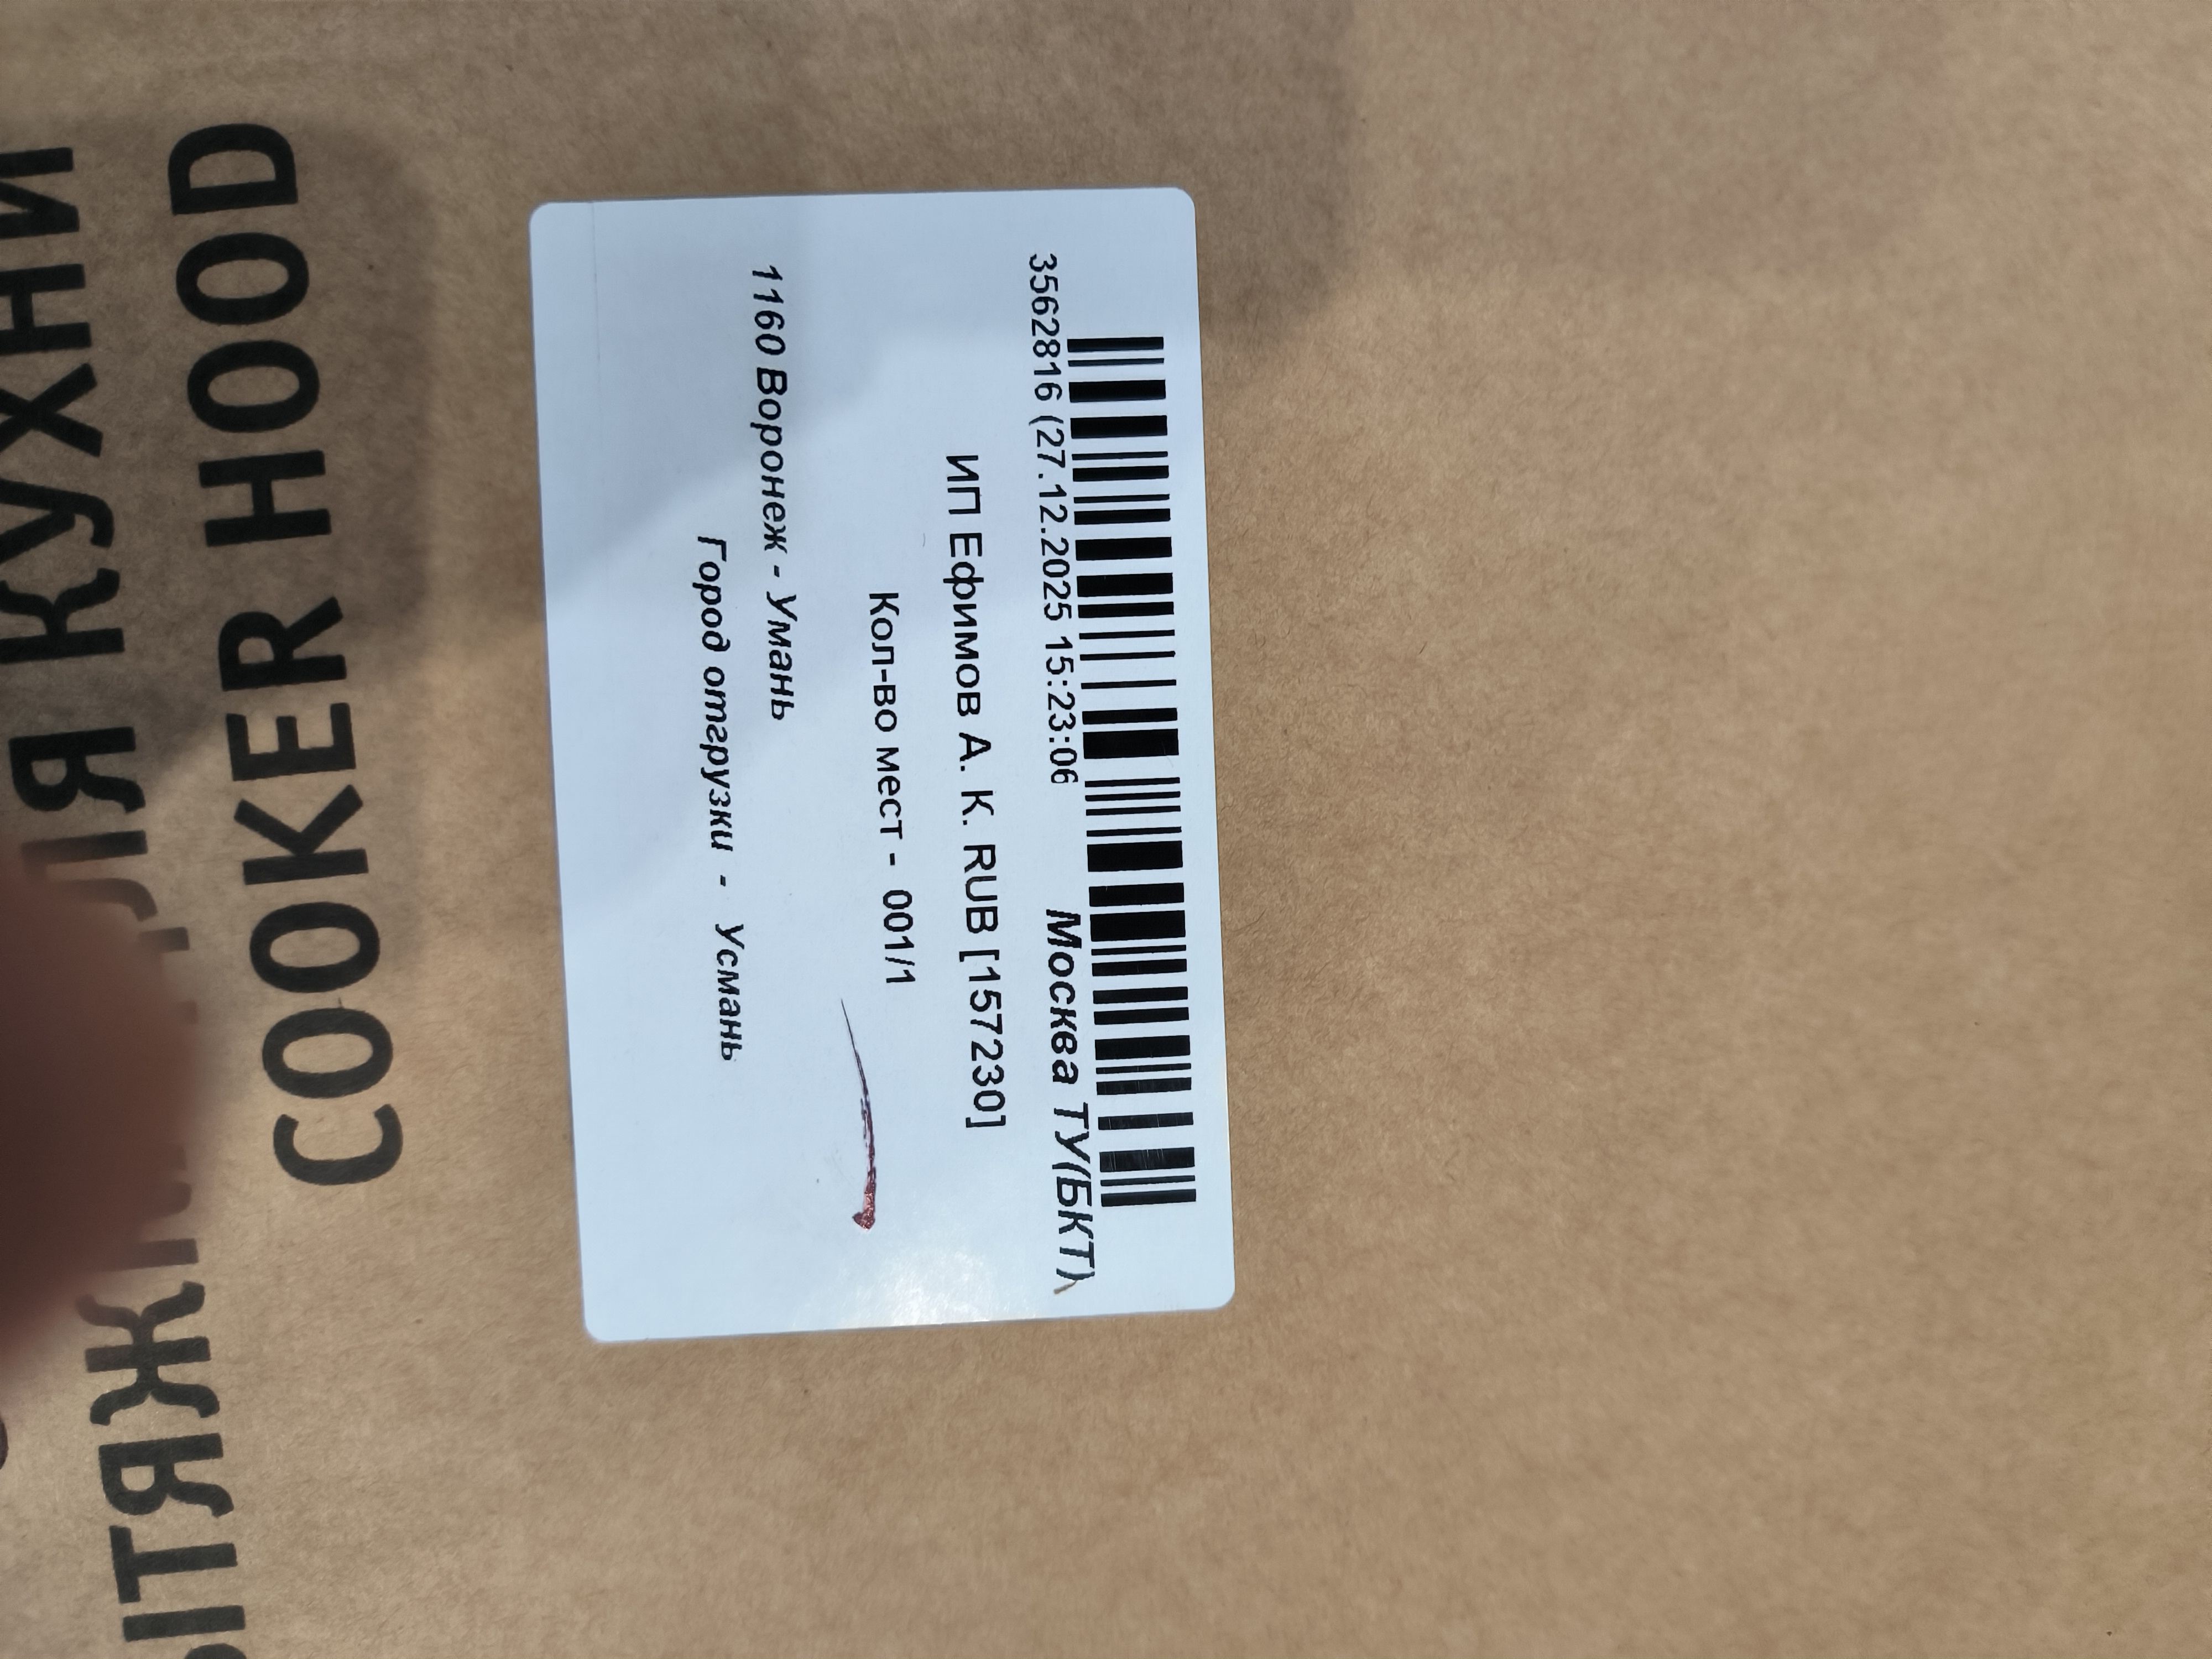 3562816 (27.12.2025 15:23:06 Москва ТУ(БКТ)
ИП Ефимов А. К. RUB [157230]
Кол-во мест - 001/1
1160 Воронеж - Умань
Город отгрузки - Усмань
COOKER HOOD
КУХНИ